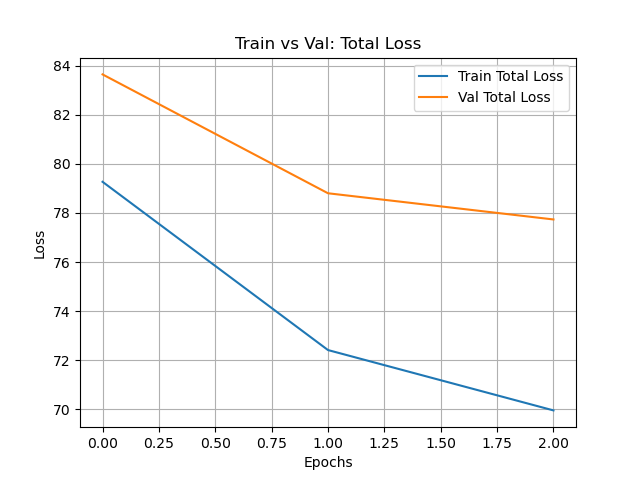 Train vs Val: Total Loss
Train Total Loss
Val Total Loss
84
82
80
78
76
74
72
70
Loss
0.00 0.25 0.50 0.75 1.00 1.25 1.50 1.75 2.00
Epochs